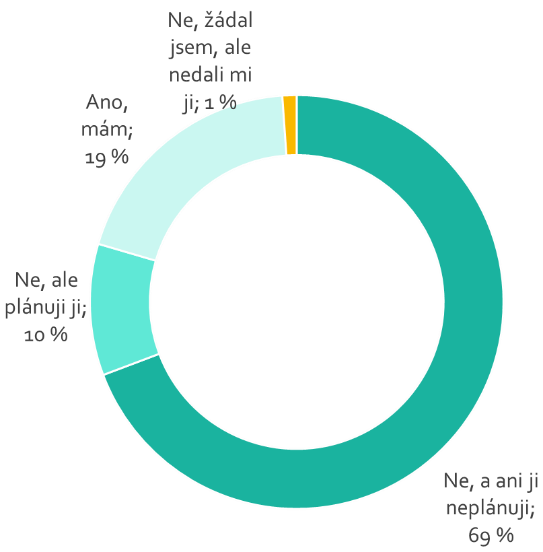 Ne, žádal
jsem, ale
nedali mi
ji; 1 %
Ano,
mám;
19 %
Ne, ale
plánuji ji;
10 %
Ne, a ani ji
neplánuji;
69 %